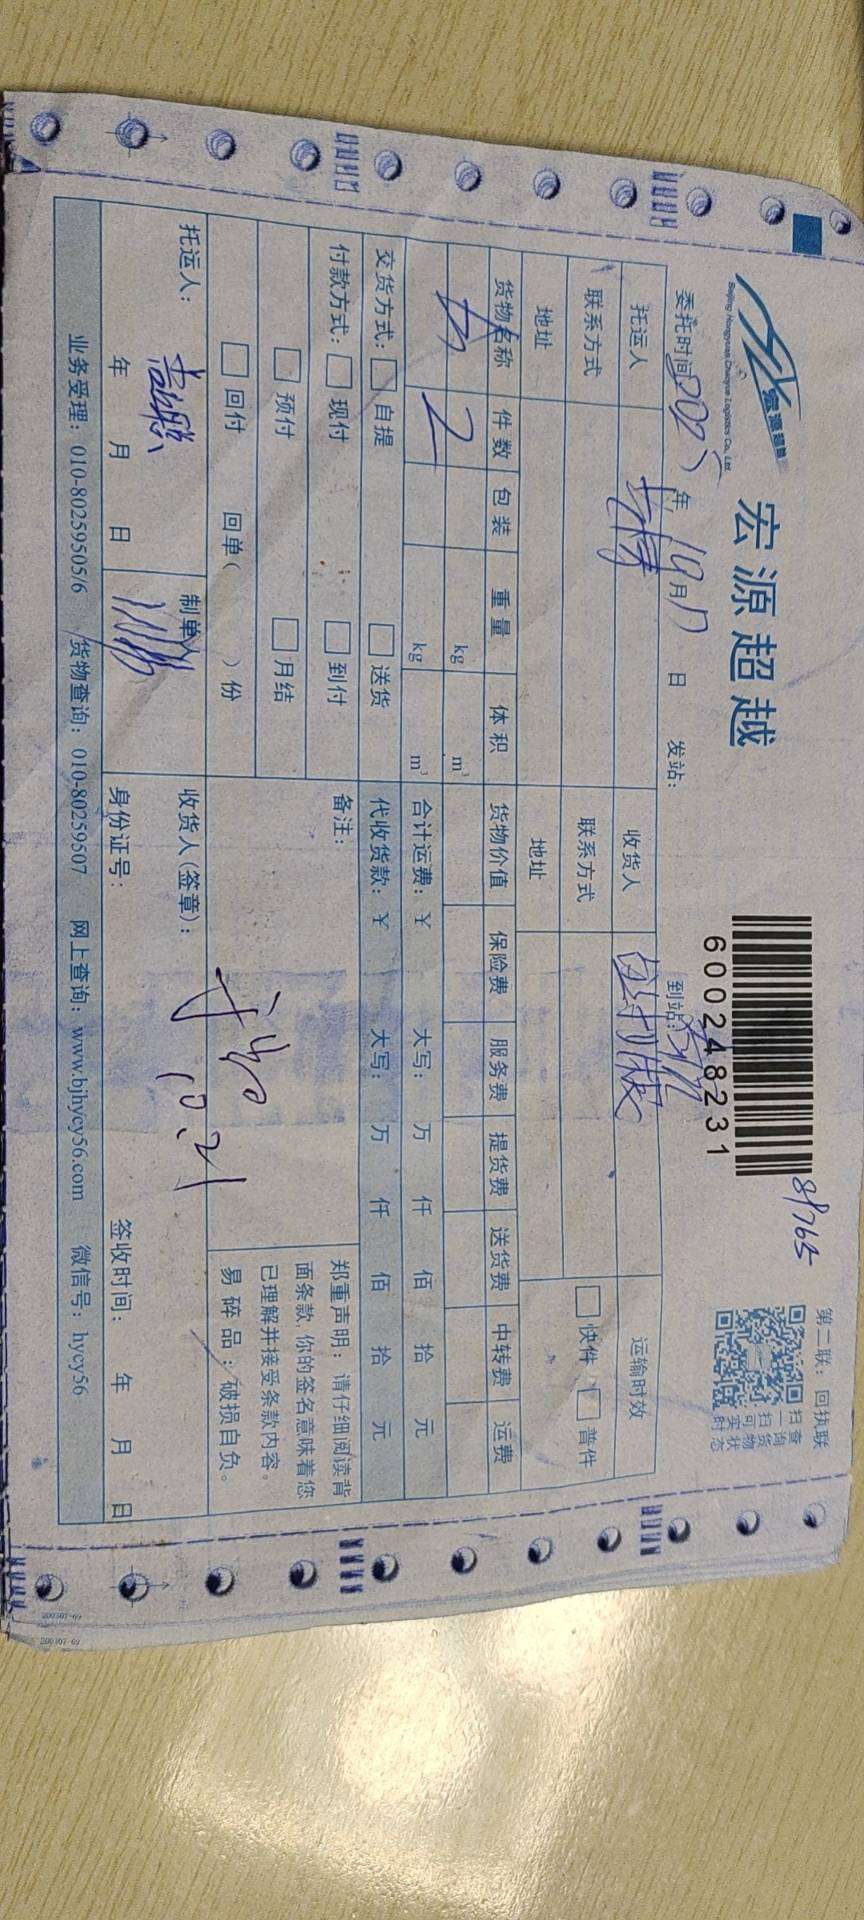 宏源超越
Beijing Hongyuan Chaoyue Logistics Co., Ltd.
宏源超越
600248231
89765
第二联：回执联
扫一扫可实时
查询货物状态
委托时间 2025 年 10 月 17 日 发站： 到站：
托运人 收货人 运输时效
联系方式 联系方式 快件 普件
地址 地址
货物名称 件数 包装 重量 体积 货物价值 保险费 服务费 提货费 送货费 中转费 运费
2 kg m³
kg m³ 合计运费：￥ 大写： 万 仟 佰 拾 元
交货方式： 自提 送货 代收货款：￥ 大写： 万 仟 佰 拾 元
付款方式： 现付 到付 备注：
预付 月结
回付 回单( )份
郑重声明：请仔细阅读背
面条款，你的签名意味着您
已理解并接受条款内容。
易碎品：破损自负。
托运人： 制单人 收货人(签章)：
10.21
年 月 日 身份证号： 签收时间： 年 月 日
业务受理：010-80259505/6 货物查询：010-80259507 网上查询：www.bjhycy56.com 微信号：hycy56